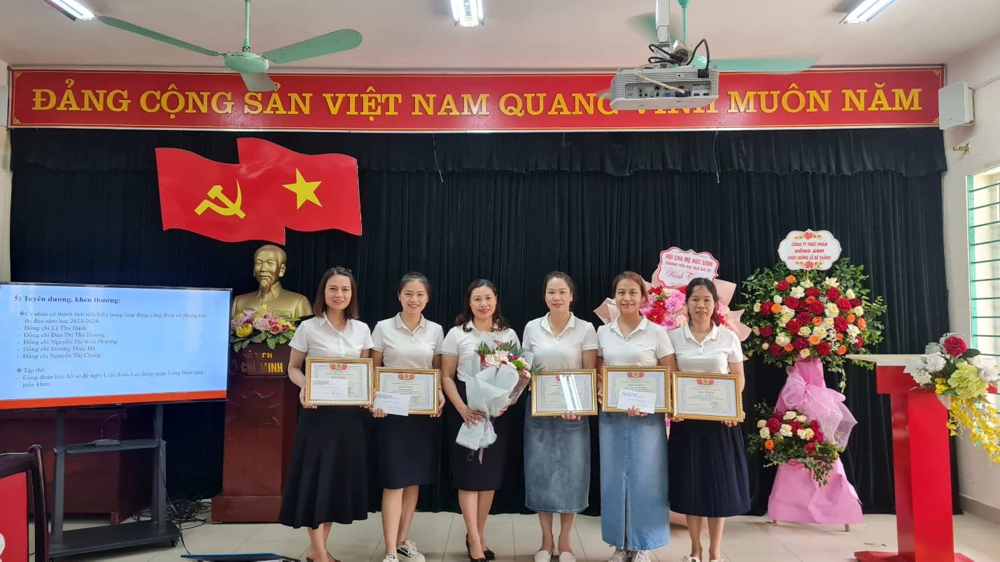 ĐẢNG CỘNG SẢN VIỆT NAM QUANG VINH MUÔN NĂM
5) Tuyên dương, khen thưởng:
❖Cá nhân có thành tích tiêu biểu trong hoạt động công đoàn và phong trào
thi đua năm học 2023-2024
- Đồng chí Lê Thu Hạnh
- Đồng chí Đào Thị Thu Hương
- Đồng chí Nguyễn Thị Kim Phượng
- Đồng chí Trương Thuý Hà
- Đồng chí Nguyễn Thị Chang
❖Tập thể:
- Công đoàn làm hồ sơ đề nghị Liên đoàn Lao động quận Long Biên tặng
giấy khen.
TỊCH
CHÍ MINH
HỘI CHA MẸ HỌC SINH
TRƯỜNG TIỂU HỌC NGÔ GIA TỰ
Kính
CÔNG TY THỰC PHẨM
HỒNG ANH
CHÚC MỪNG LỄ BẾ GIẢNG
GIẤY KHEN
GIẤY KHEN
GIẤY KHEN
GIẤY KHEN
GIẤY KHEN